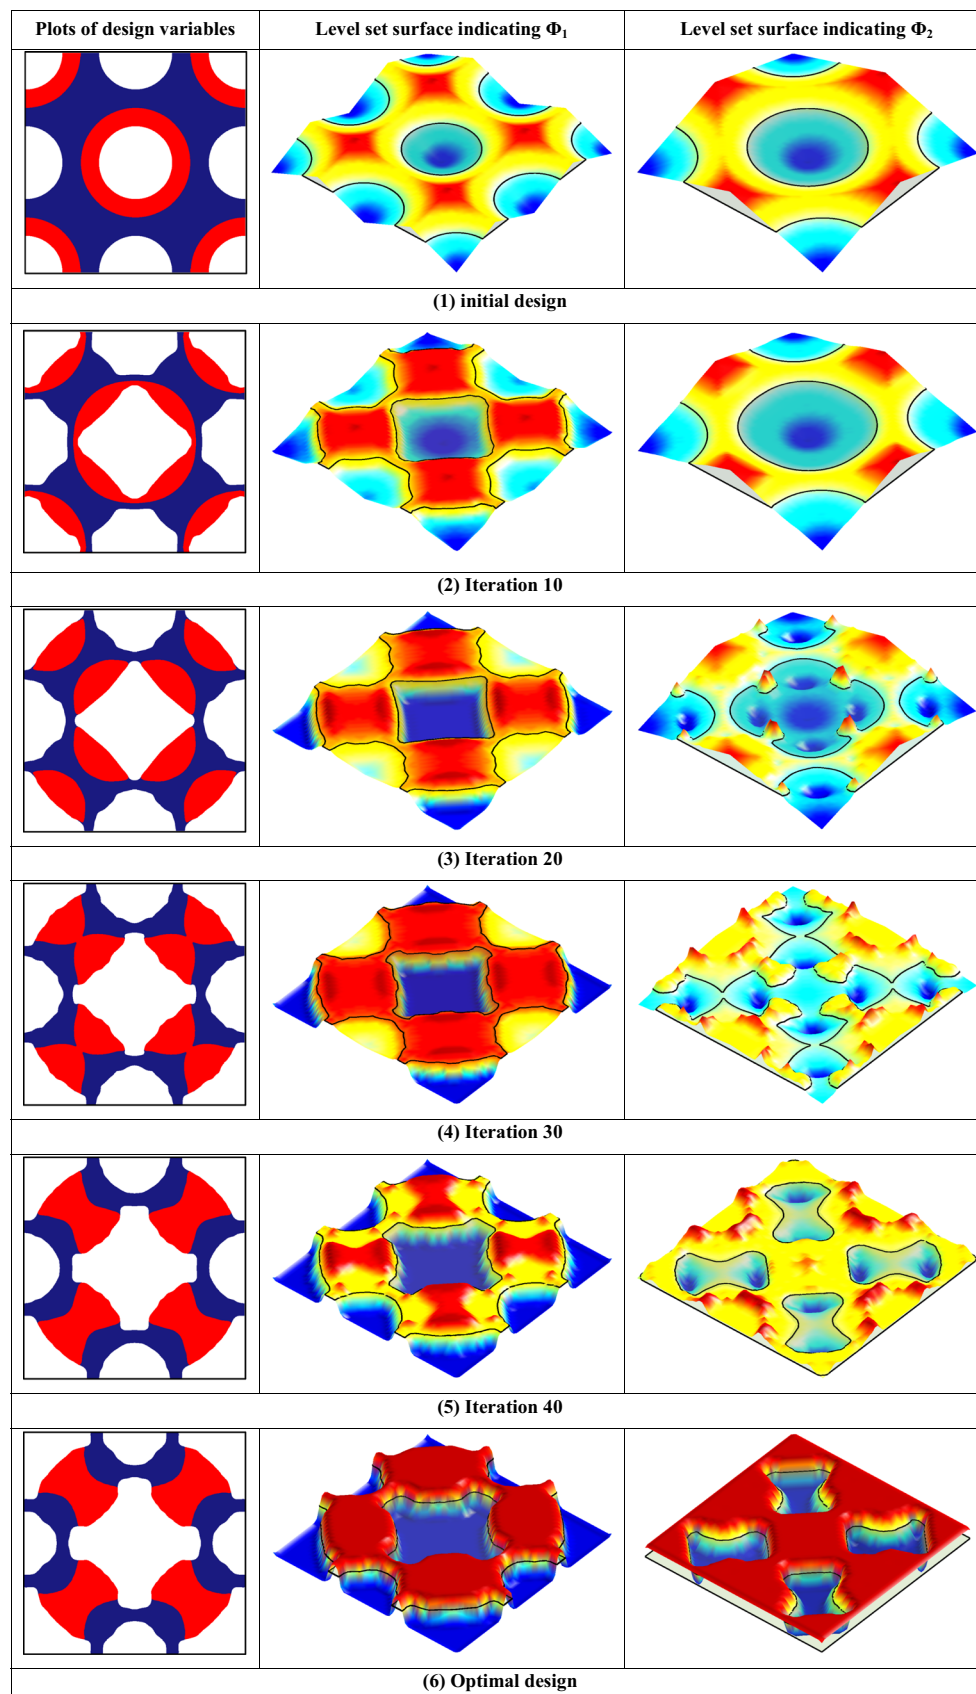 Plots of design variables
Level set surface indicating Φ₁
Level set surface indicating Φ₂
(1) initial design
(2) Iteration 10
(3) Iteration 20
(4) Iteration 30
(5) Iteration 40
(6) Optimal design